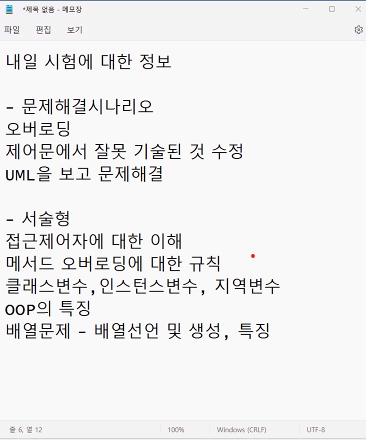 *제목 없음 - 메모장
파일 편집 보기
내일 시험에 대한 정보
- 문제해결시나리오
오버로딩
제어문에서 잘못 기술된 것 수정
UML을 보고 문제해결
- 서술형
접근제어자에 대한 이해
메서드 오버로딩에 대한 규칙
클래스변수,인스턴스변수, 지역변수
OOP의 특징
배열문제 - 배열선언 및 생성, 특징
줄 6, 열 12 100% Windows (CRLF) UTF-8